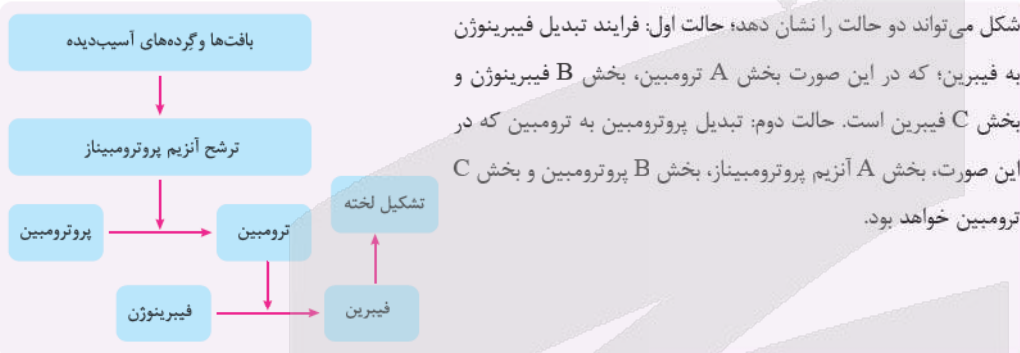 شکل می‌تواند دو حالت را نشان دهد؛ حالت اول: فرایند تبدیل فیبرینوژن
به فیبرین؛ که در این صورت بخش A ترومبین، بخش B فیبرینوژن و
بخش C فیبرین است. حالت دوم: تبدیل پروترومبین به ترومبین که در
این صورت، بخش A آنزیم پروترومبیناز، بخش B پروترومبین و بخش C
ترومبین خواهد بود.
بافت‌ها و گِرده‌های آسیب‌دیده
ترشح آنزیم پروترومبیناز
پروترومبین
ترومبین
تشکیل لخته
فیبرینوژن
فیبرین